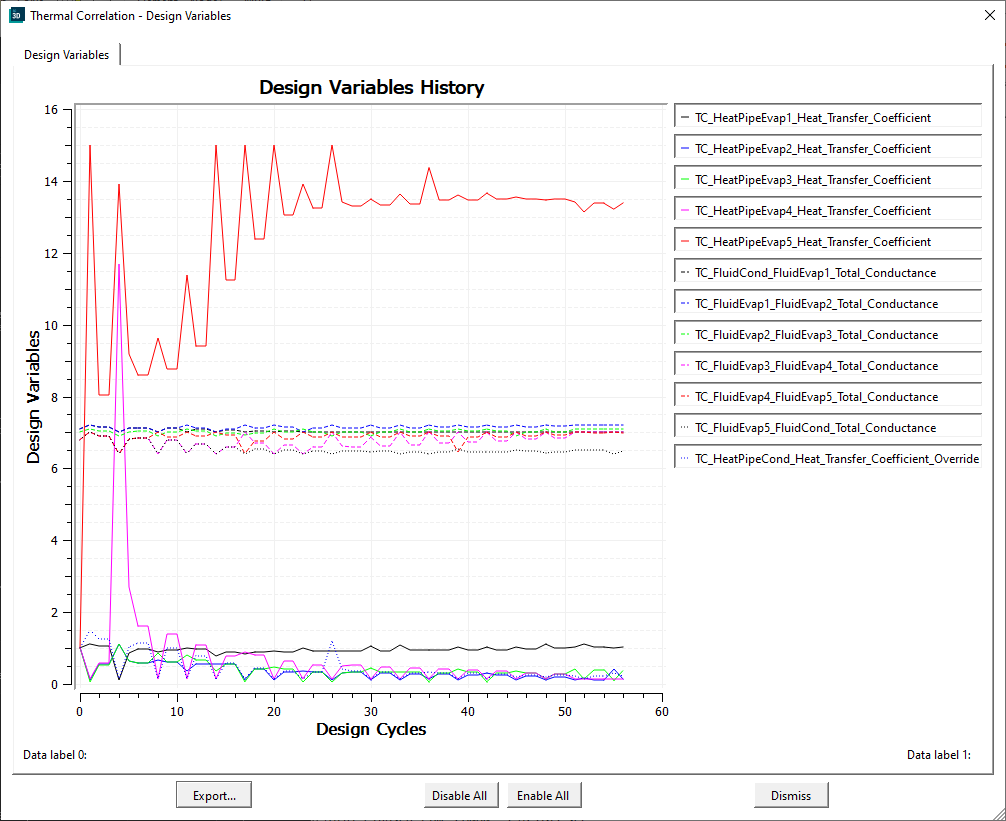 3D Thermal Correlation - Design Variables
Design Variables
Design Variables History
16
14
12
10
8
6
4
2
0
Design Variables
0 10 20 30 40 50 60
Design Cycles
TC_HeatPipeEvap1_Heat_Transfer_Coefficient
TC_HeatPipeEvap2_Heat_Transfer_Coefficient
TC_HeatPipeEvap3_Heat_Transfer_Coefficient
TC_HeatPipeEvap4_Heat_Transfer_Coefficient
TC_HeatPipeEvap5_Heat_Transfer_Coefficient
TC_FluidCond_FluidEvap1_Total_Conductance
TC_FluidEvap1_FluidEvap2_Total_Conductance
TC_FluidEvap2_FluidEvap3_Total_Conductance
TC_FluidEvap3_FluidEvap4_Total_Conductance
TC_FluidEvap4_FluidEvap5_Total_Conductance
TC_FluidEvap5_FluidCond_Total_Conductance
TC_HeatPipeCond_Heat_Transfer_Coefficient_Override
Data label 0: Data label 1:
Export... Disable All Enable All Dismiss